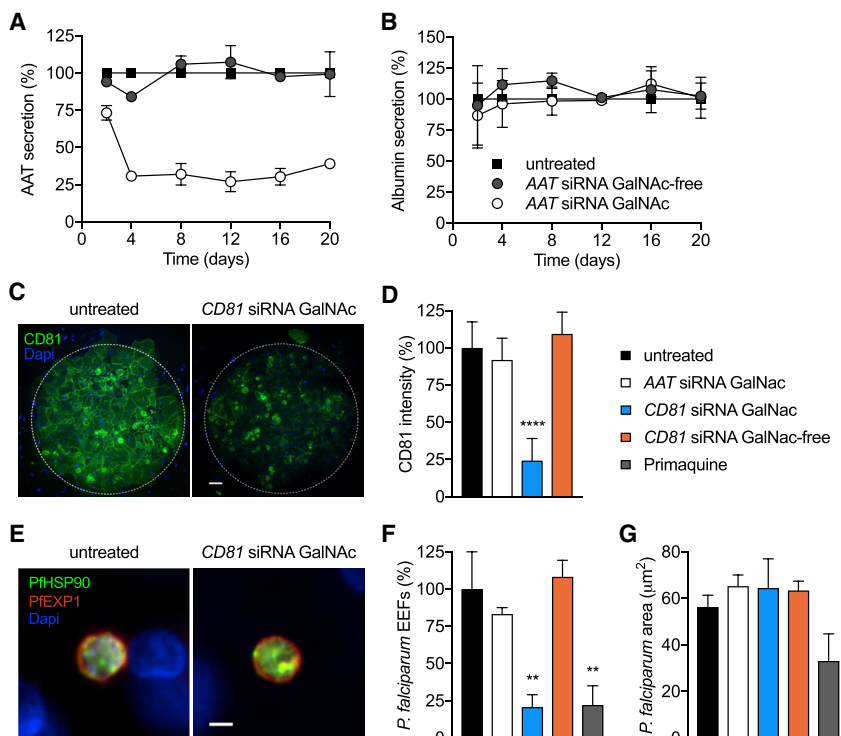 A
AAT secretion (%)
125
100
75
50
25
0
0
4
8
12
16
20
Time (days)
B
Albumin secretion (%)
150
125
100
75
50
25
0
untreated
AAT siRNA GalNAc-free
AAT siRNA GalNAc
0
4
8
12
16
20
Time (days)
C
untreated
CD81 siRNA GalNAc
CD81
Dapi
D
CD81 intensity (%)
125
100
75
50
25
0
****
untreated
AAT siRNA GalNac
CD81 siRNA GalNac
CD81 siRNA GalNac-free
Primaquine
E
untreated
CD81 siRNA GalNAc
PfHSP90
PfEXP1
Dapi
F
P. falciparum EEFs (%)
125
100
75
50
25
0
**
**
G
P. falciparum area (µm²)
80
60
40
20
0